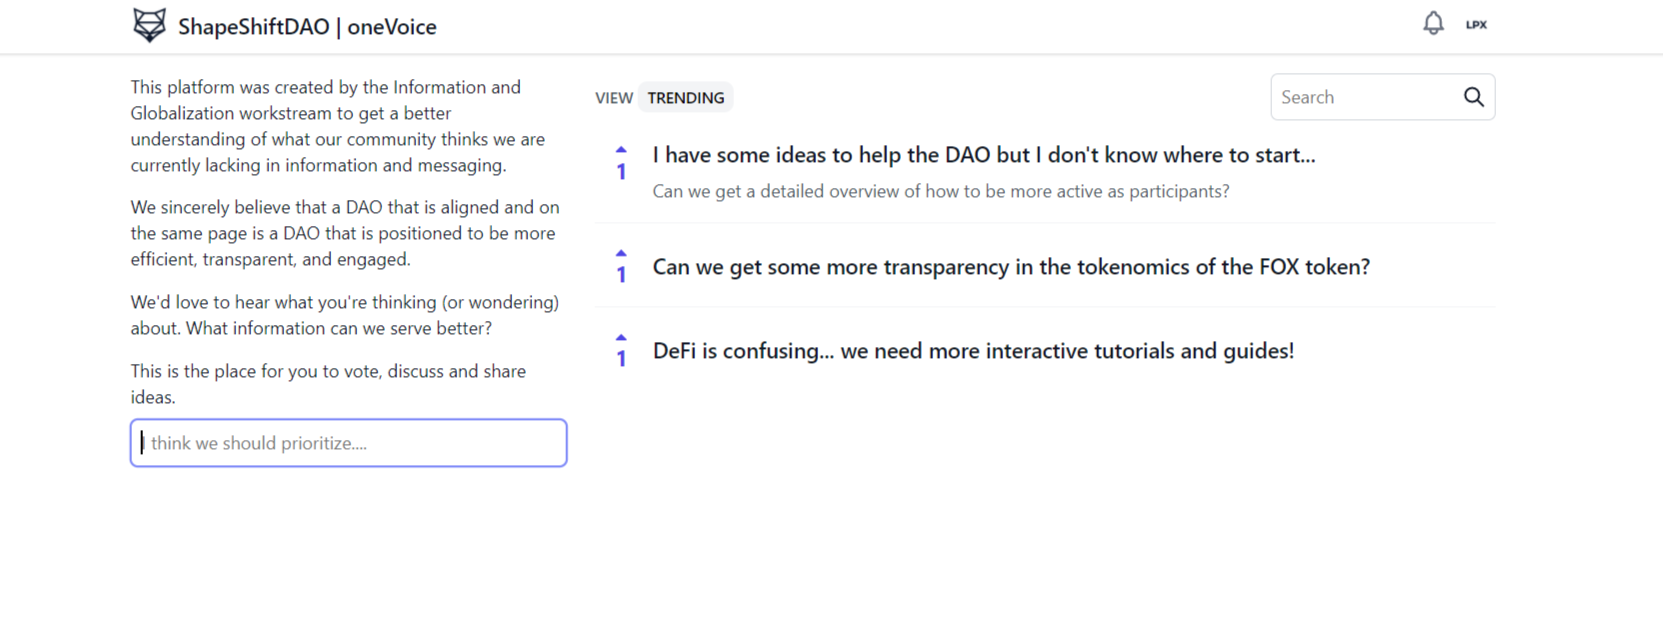 ShapeShiftDAO | oneVoice
LPX
This platform was created by the Information and
Globalization workstream to get a better
understanding of what our community thinks we are
currently lacking in information and messaging.
We sincerely believe that a DAO that is aligned and on
the same page is a DAO that is positioned to be more
efficient, transparent, and engaged.
We'd love to hear what you're thinking (or wondering)
about. What information can we serve better?
This is the place for you to vote, discuss and share
ideas.
I think we should prioritize....
VIEW TRENDING
Search
1
I have some ideas to help the DAO but I don't know where to start...
Can we get a detailed overview of how to be more active as participants?
1
Can we get some more transparency in the tokenomics of the FOX token?
1
DeFi is confusing... we need more interactive tutorials and guides!